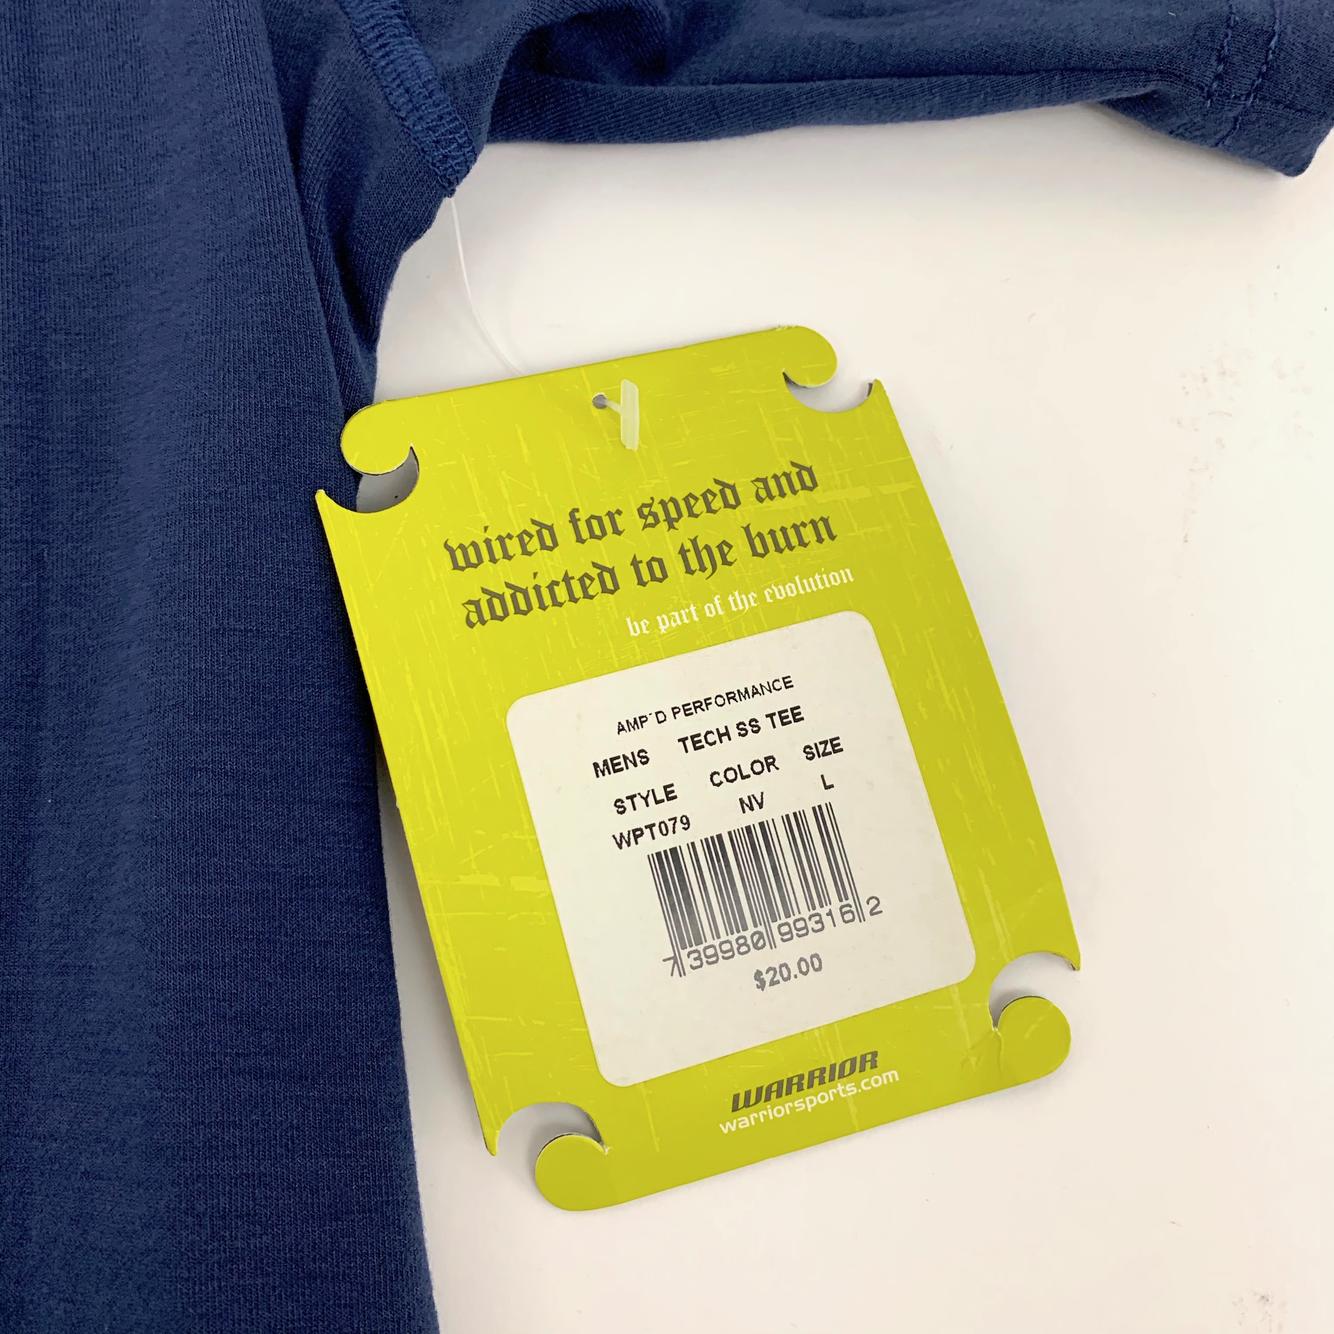 wired for speed and
addicted to the burn
be part of the evolution
AMP´D PERFORMANCE
MENS TECH SS TEE
STYLE COLOR SIZE
WPT079 NV L
7 39980 99316 2
$20.00
WARRIOR
warriorsports.com